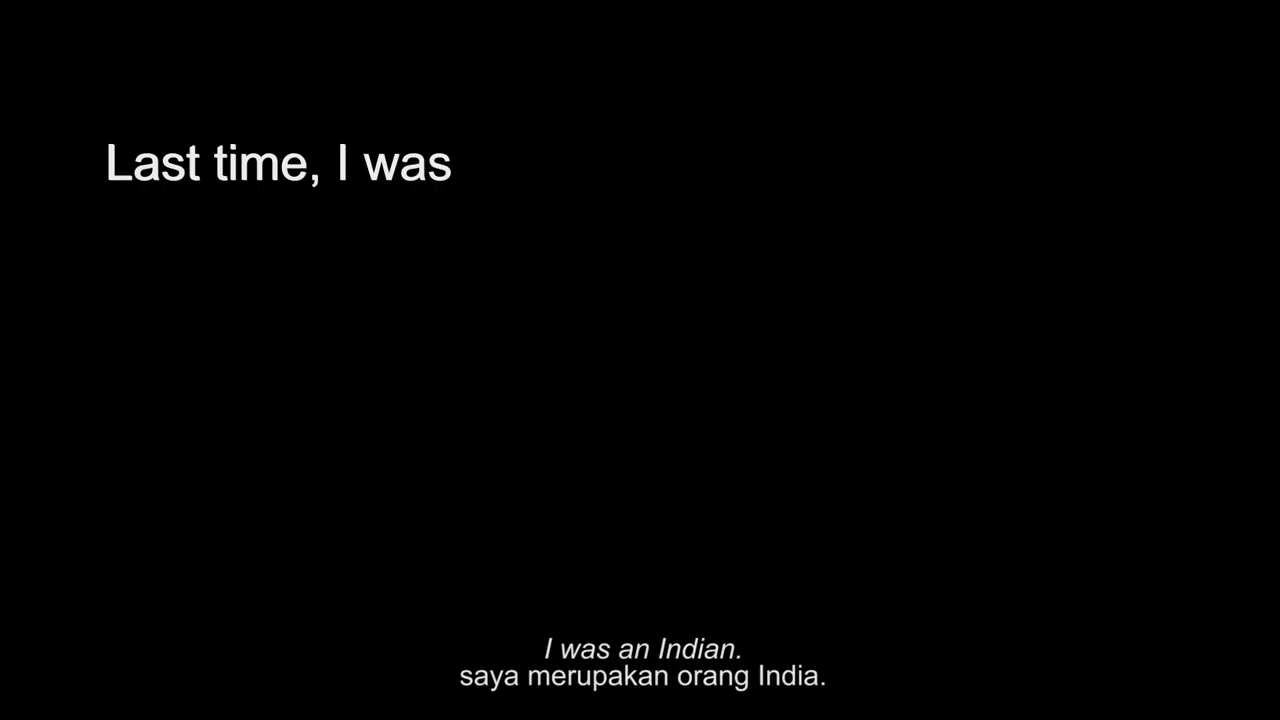 Last time, I was
I was an Indian.
saya merupakan orang India.